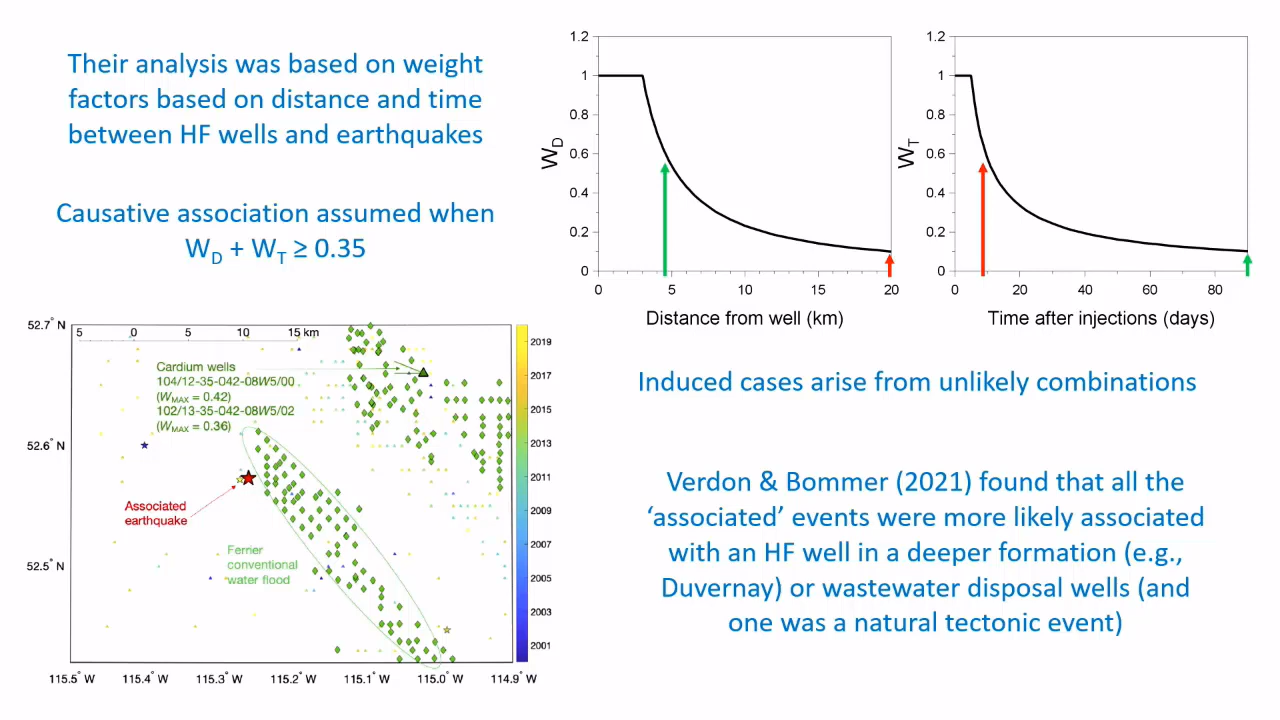 Their analysis was based on weight
factors based on distance and time
between HF wells and earthquakes
Causative association assumed when
W_D + W_T ≥ 0.35
1.2
1
0.8
0.6
0.4
0.2
0
W_D
0 5 10 15 20
Distance from well (km)
1.2
1
0.8
0.6
0.4
0.2
0
W_T
0 20 40 60 80
Time after injections (days)
52.7° N
52.6° N
52.5° N
5 0 5 10 15 km
Cardium wells
104/12-35-042-08W5/00
(W_MAX = 0.42)
102/13-35-042-08W5/02
(W_MAX = 0.36)
Associated
earthquake
Ferrier
conventional
water flood
115.5° W 115.4° W 115.3° W 115.2° W 115.1° W 115.0° W 114.9° W
2019
2017
2015
2013
2011
2009
2007
2005
2003
2001
Induced cases arise from unlikely combinations
Verdon & Bommer (2021) found that all the
‘associated’ events were more likely associated
with an HF well in a deeper formation (e.g.,
Duvernay) or wastewater disposal wells (and
one was a natural tectonic event)